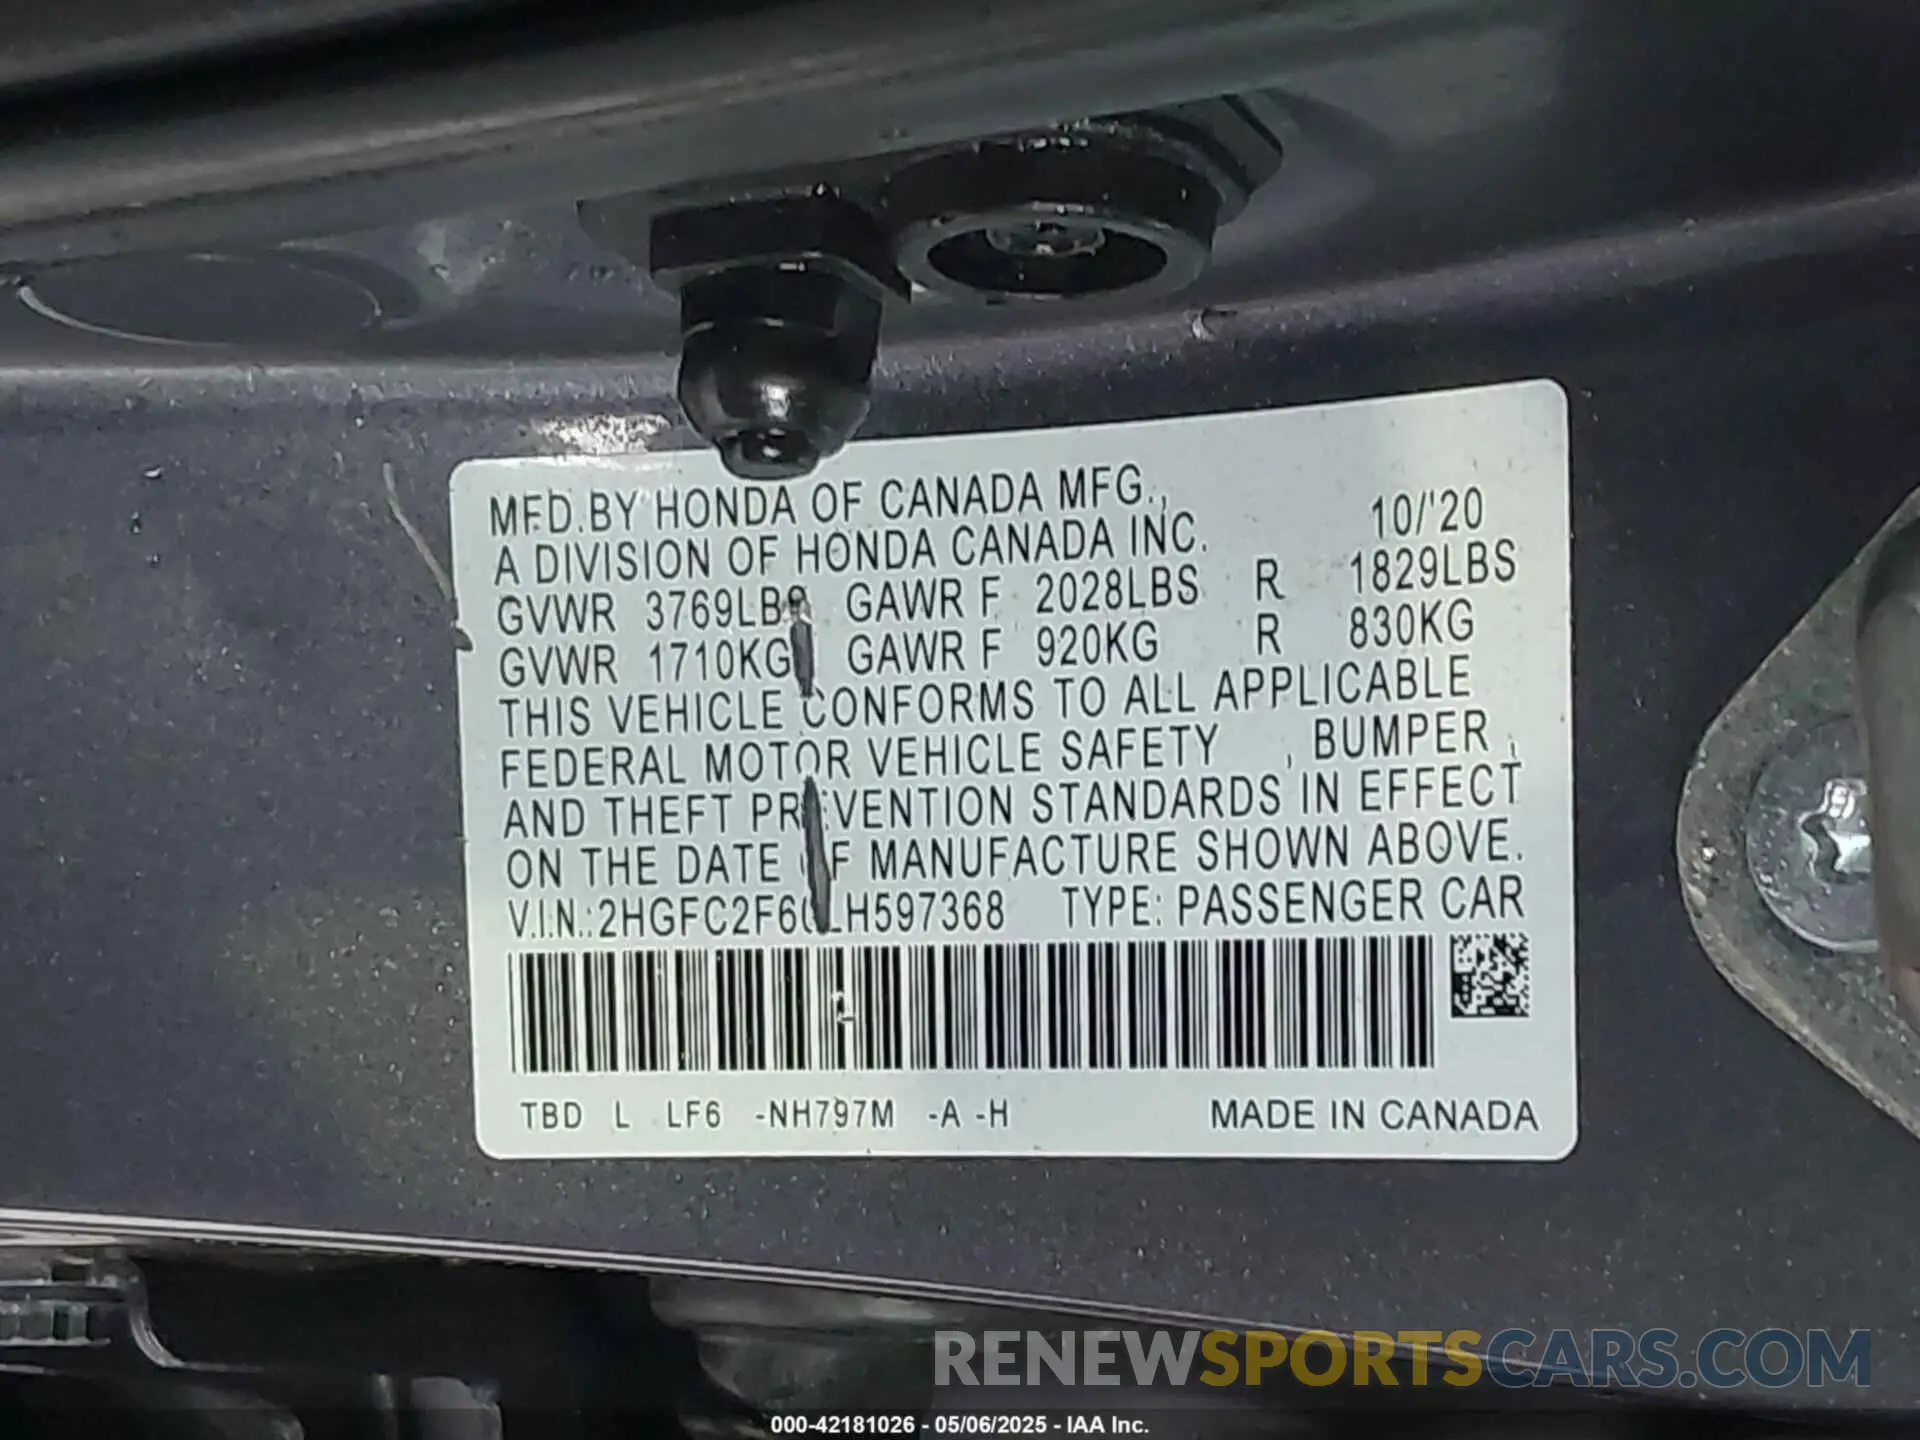 MFD.BY HONDA OF CANADA MFG.,
A DIVISION OF HONDA CANADA INC. 10/'20
GVWR 3769LBS GAWR F 2028LBS R 1829LBS
GVWR 1710KG GAWR F 920KG R 830KG
THIS VEHICLE CONFORMS TO ALL APPLICABLE
FEDERAL MOTOR VEHICLE SAFETY , BUMPER ,
AND THEFT PREVENTION STANDARDS IN EFFECT
ON THE DATE OF MANUFACTURE SHOWN ABOVE.
V.I.N.: TYPE: PASSENGER CAR
TBD L LF6 -NH797M -A -H MADE IN CANADA
RENEWSPORTSCARS.COM
000-42181026 - 05/06/2025 - IAA Inc.